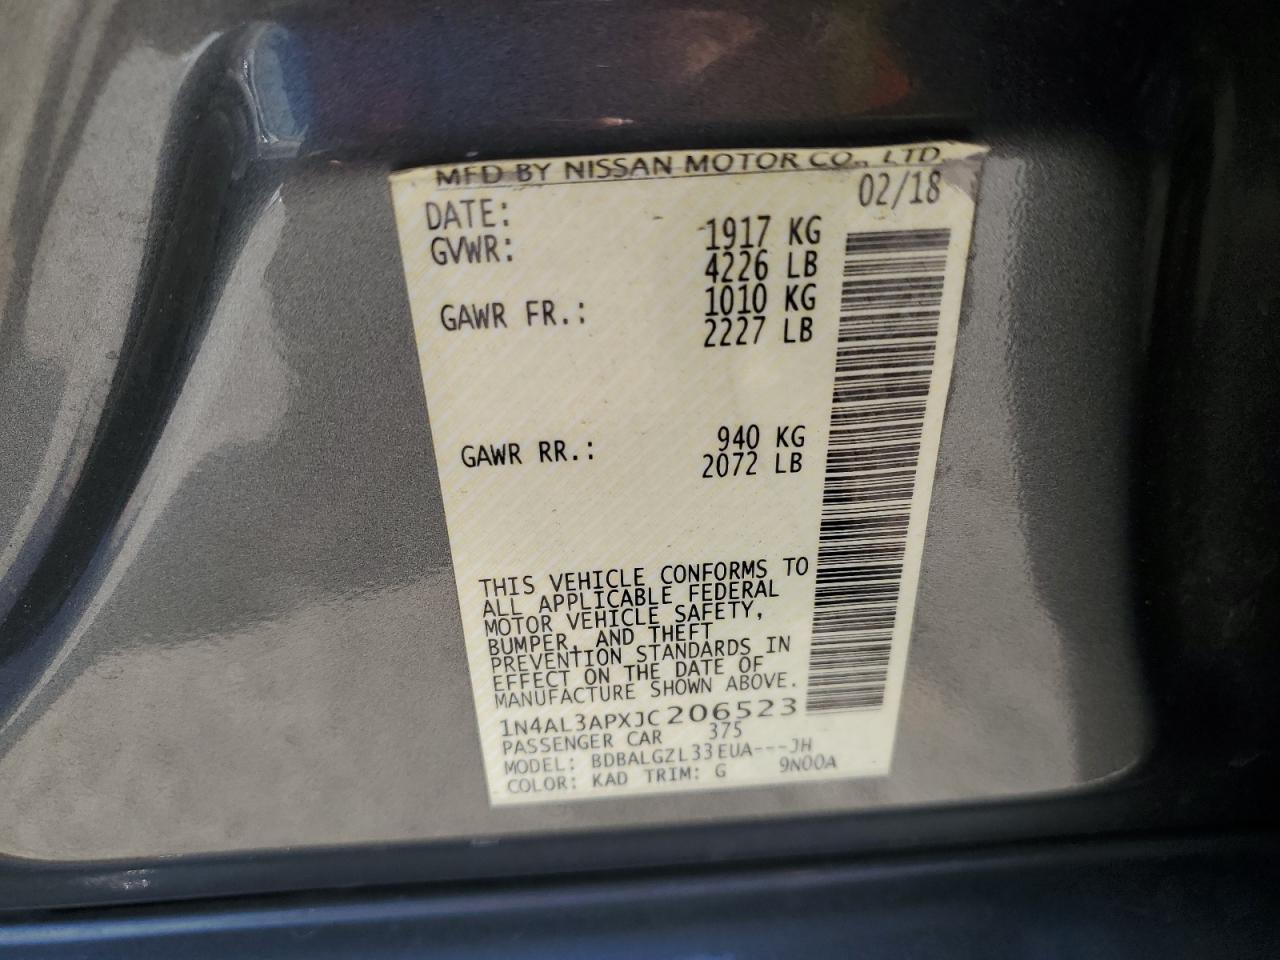 MFD BY NISSAN MOTOR CO., LTD.
DATE: 02/18
GVWR: 1917 KG
4226 LB
GAWR FR.: 1010 KG
2227 LB
GAWR RR.: 940 KG
2072 LB
THIS VEHICLE CONFORMS TO
ALL APPLICABLE FEDERAL
MOTOR VEHICLE SAFETY,
BUMPER, AND THEFT
PREVENTION STANDARDS IN
EFFECT ON THE DATE OF
MANUFACTURE SHOWN ABOVE.
1N4AL3APXJC206523
PASSENGER CAR 375
MODEL: BDBALGZL33EUA---JH
COLOR: KAD TRIM: G 9N00A